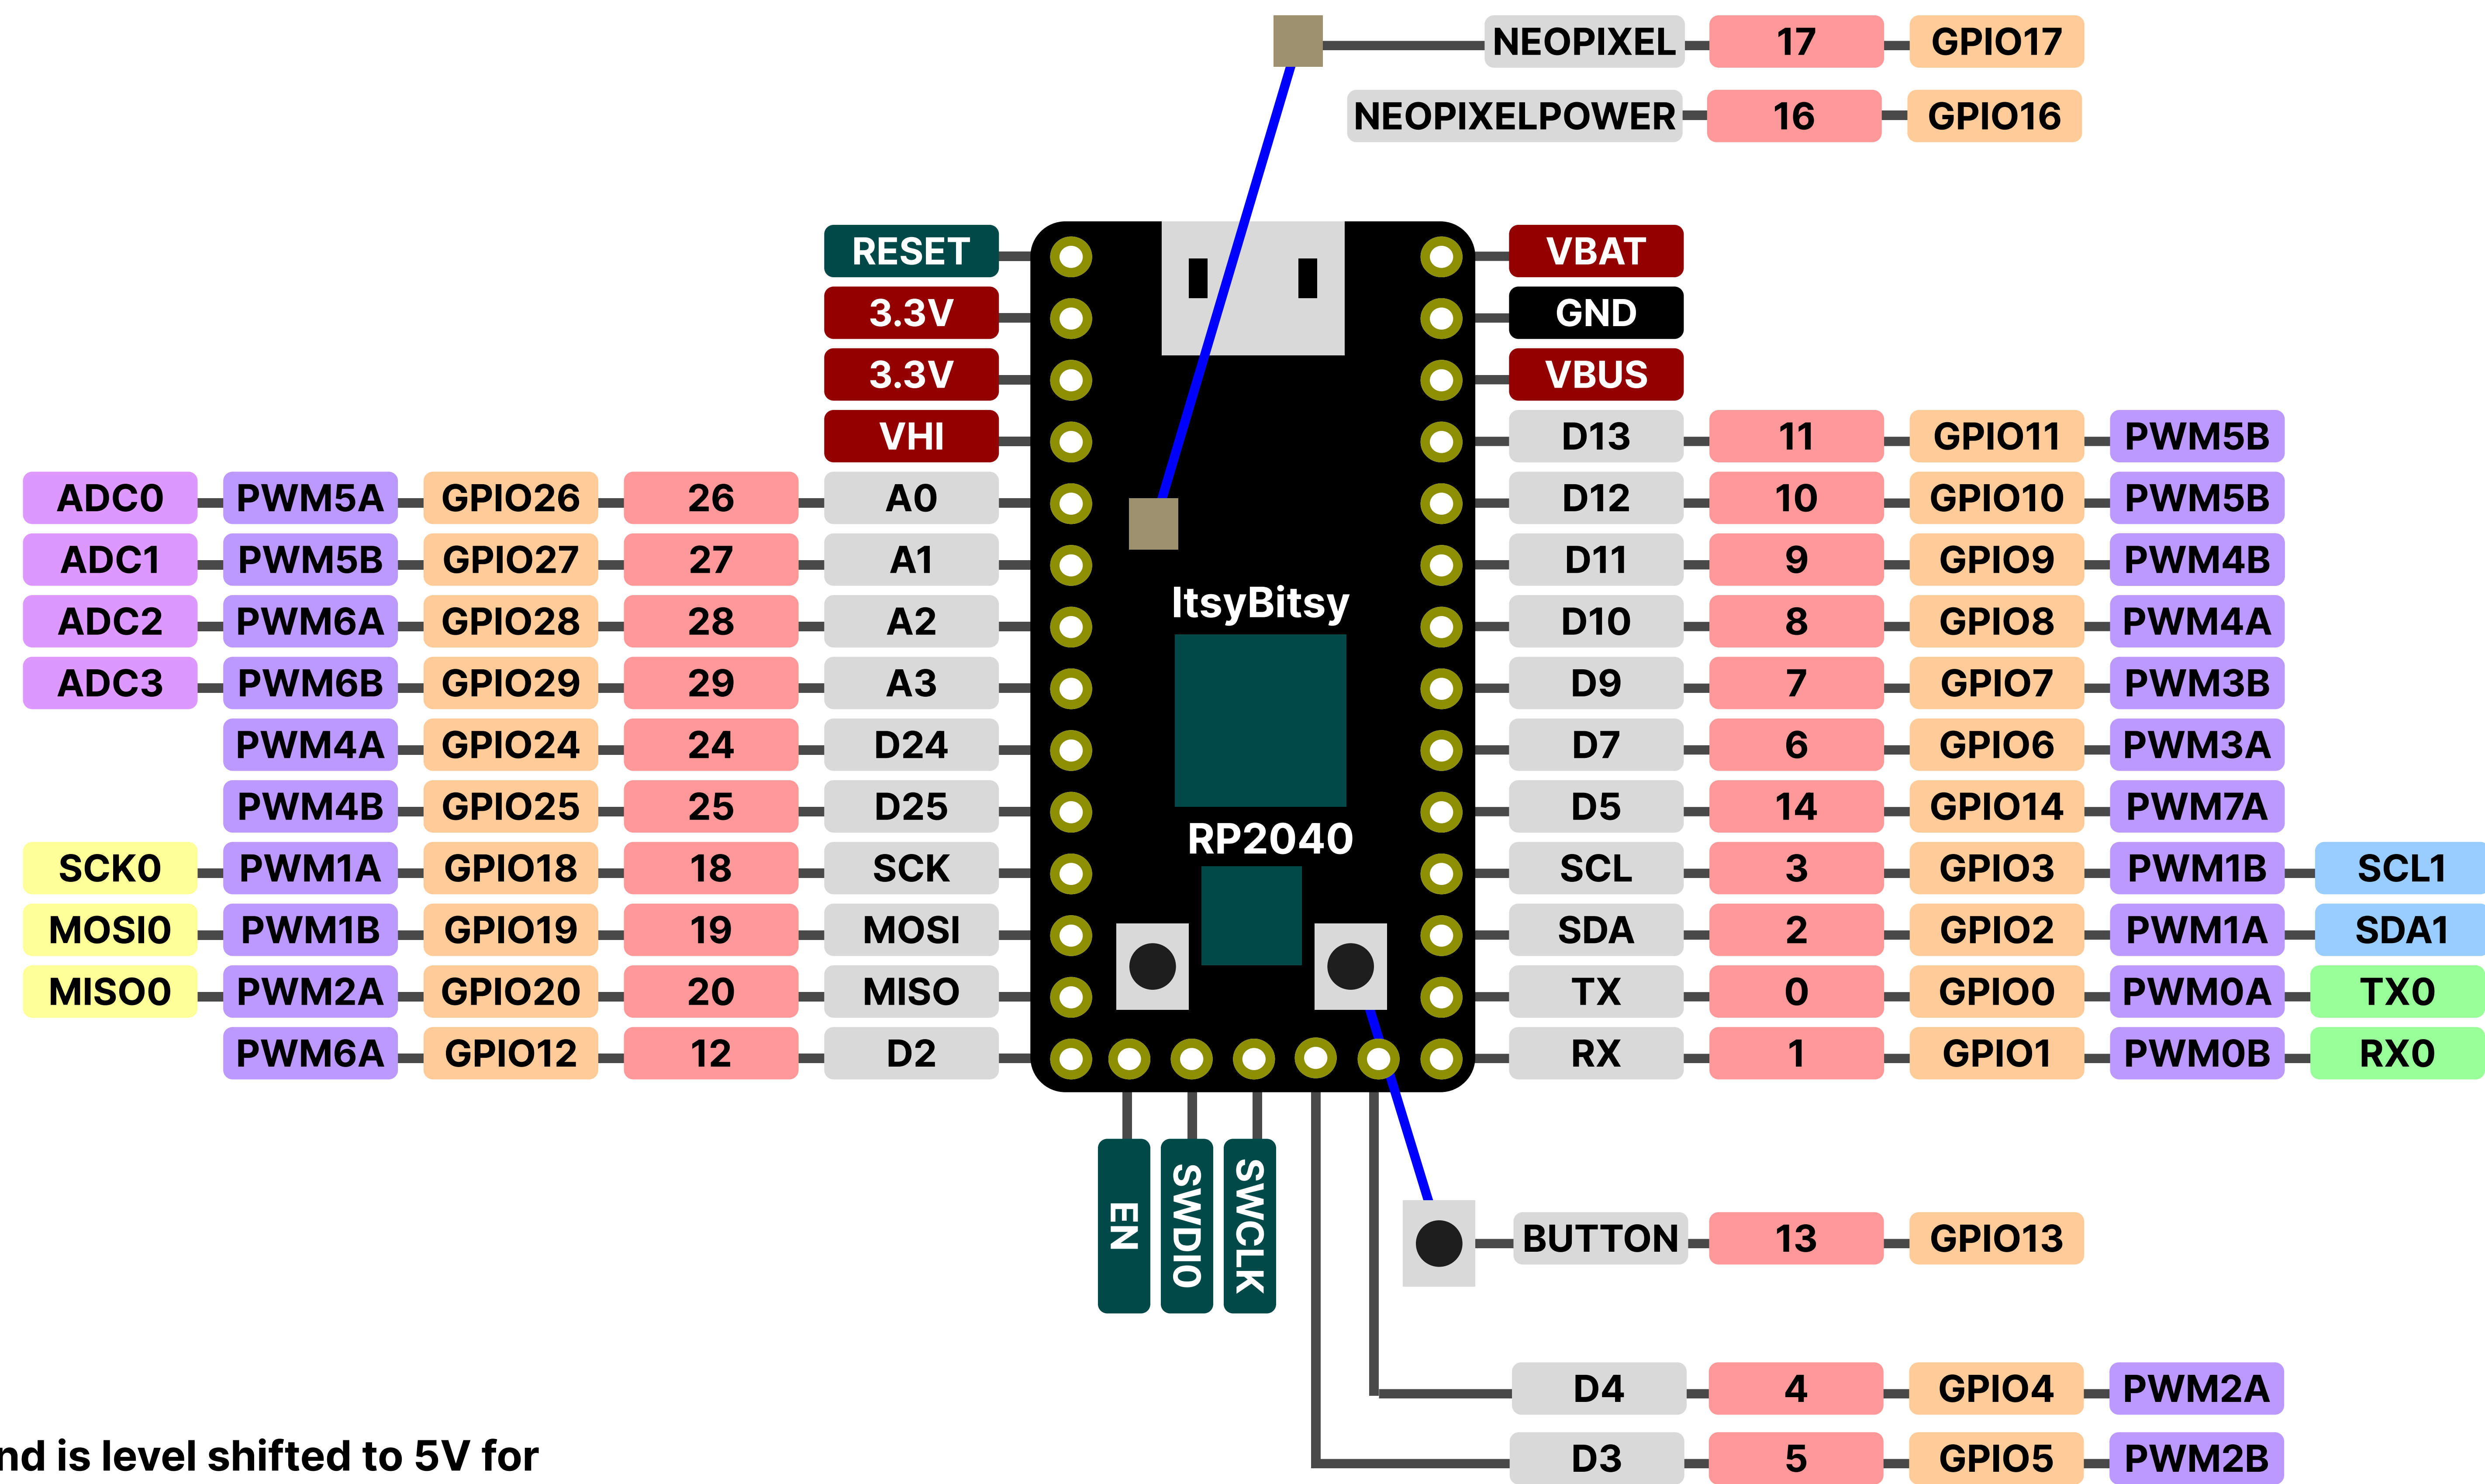 NEOPIXEL 17 GPIO17
NEOPIXELPOWER 16 GPIO16
RESET VBAT
3.3V GND
3.3V VBUS
VHI D13 11 GPIO11 PWM5B
ADC0 PWM5A GPIO26 26 A0 D12 10 GPIO10 PWM5B
ADC1 PWM5B GPIO27 27 A1 D11 9 GPIO9 PWM4B
ItsyBitsy
ADC2 PWM6A GPIO28 28 A2 D10 8 GPIO8 PWM4A
ADC3 PWM6B GPIO29 29 A3 D9 7 GPIO7 PWM3B
PWM4A GPIO24 24 D24 D7 6 GPIO6 PWM3A
PWM4B GPIO25 25 D25 D5 14 GPIO14 PWM7A
RP2040
SCK0 PWM1A GPIO18 18 SCK SCL 3 GPIO3 PWM1B SCL1
MOSI0 PWM1B GPIO19 19 MOSI SDA 2 GPIO2 PWM1A SDA1
MISO0 PWM2A GPIO20 20 MISO TX 0 GPIO0 PWM0A TX0
PWM6A GPIO12 12 D2 RX 1 GPIO1 PWM0B RX0
EN
SWDI0
SWCLK
BUTTON 13 GPIO13
D4 4 GPIO4 PWM2A
nd is level shifted to 5V for
D3 5 GPIO5 PWM2B